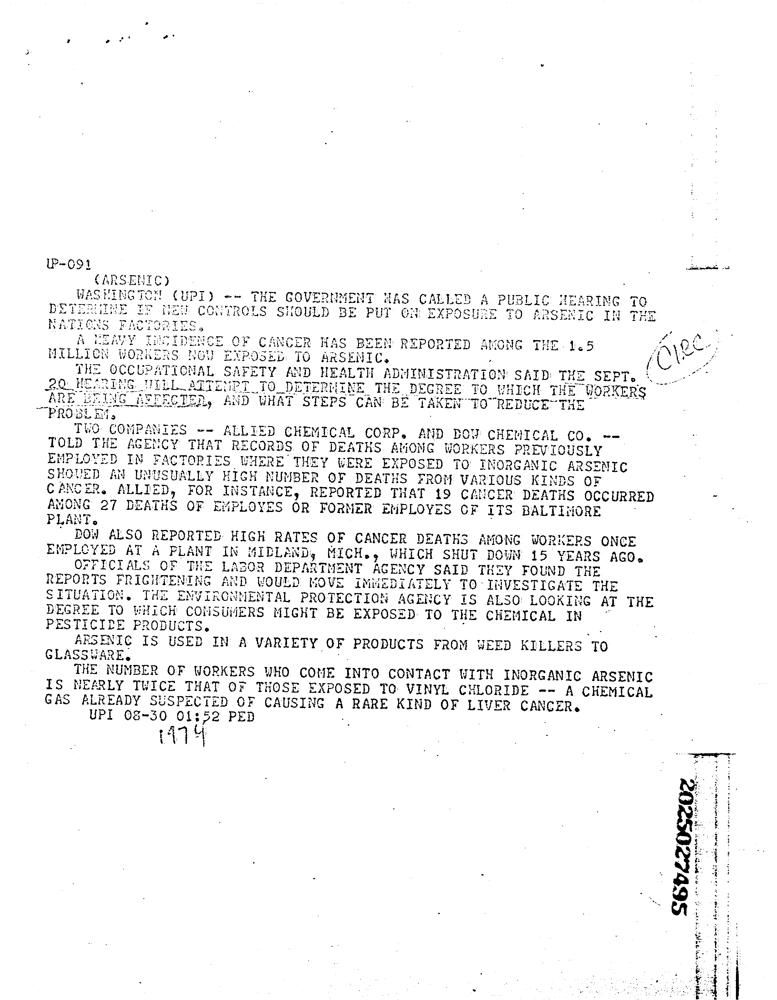 UP-091
(ARSENIC)
WASHINGTON (UPI) -- THE GOVERNMENT HAS CALLED A PUBLIC HEARING TO
DETERMINE IF NEW CONTROLS SHOULD BE PUT ON EXPOSURE TO ARSENIC IN THE
NATIONS FACTORIES.
A HEAVY INCIDENCE OF CANCER HAS BEEN REPORTED AMONG THE 1.5
MILLION WORKERS NOW EXPOSED TO ARSENIC.
CIRC
THE OCCUPATIONAL SAFETY AND HEALTH ADMINISTRATION SAID THE SEPT.
20 HEARING WILL ATTEMPT TO DETERMINE THE DEGREE TO WHICH THE WORKERS
ARE BEING AFFECTED, AND WHAT STEPS CAN BE TAKEN TO REDUCE THE
PROBLEM.
TWO COMPANIES -- ALLIED CHEMICAL CORP. AND DOW CHEMICAL CO. --
TOLD THE AGENCY THAT RECORDS OF DEATHS AMONG WORKERS PREVIOUSLY
EMPLOYED IN FACTORIES WHERE THEY WERE EXPOSED TO INORGANIC ARSENIC
SHOWED AN UNUSUALLY HIGH NUMBER OF DEATHS FROM VARIOUS KINDS OF
CANCER. ALLIED, FOR INSTANCE, REPORTED THAT 19 CANCER DEATHS OCCURRED
AMONG 27 DEATHS OF EMPLOYES OR FORMER EMPLOYES OF ITS BALTIMORE
PLANT.
DOW ALSO REPORTED HIGH RATES OF CANCER DEATHS AMONG WORKERS ONCE
EMPLOYED AT A PLANT IN MIDLAND, MICH., WHICH SHUT DOWN 15 YEARS AGO.
OFFICIALS OF THE LABOR DEPARTMENT AGENCY SAID THEY FOUND THE
REPORTS FRIGHTENING AND WOULD MOVE IMMEDIATELY TO INVESTIGATE THE
SITUATION. THE ENVIRONMENTAL PROTECTION AGENCY IS ALSO LOOKING AT THE
DEGREE TO WHICH CONSUMERS MIGHT BE EXPOSED TO THE CHEMICAL IN
PESTICIDE PRODUCTS.
ARSENIC IS USED IN A VARIETY OF PRODUCTS FROM WEED KILLERS TO
GLASSWARE.
THE NUMBER OF WORKERS WHO COME INTO CONTACT WITH INORGANIC ARSENIC
IS NEARLY TWICE THAT OF THOSE EXPOSED TO VINYL CHLORIDE -- A CHEMICAL
GAS ALREADY SUSPECTED OF CAUSING A RARE KIND OF LIVER CANCER.
UPI 08-30 01:52 PED
1974
2025027495